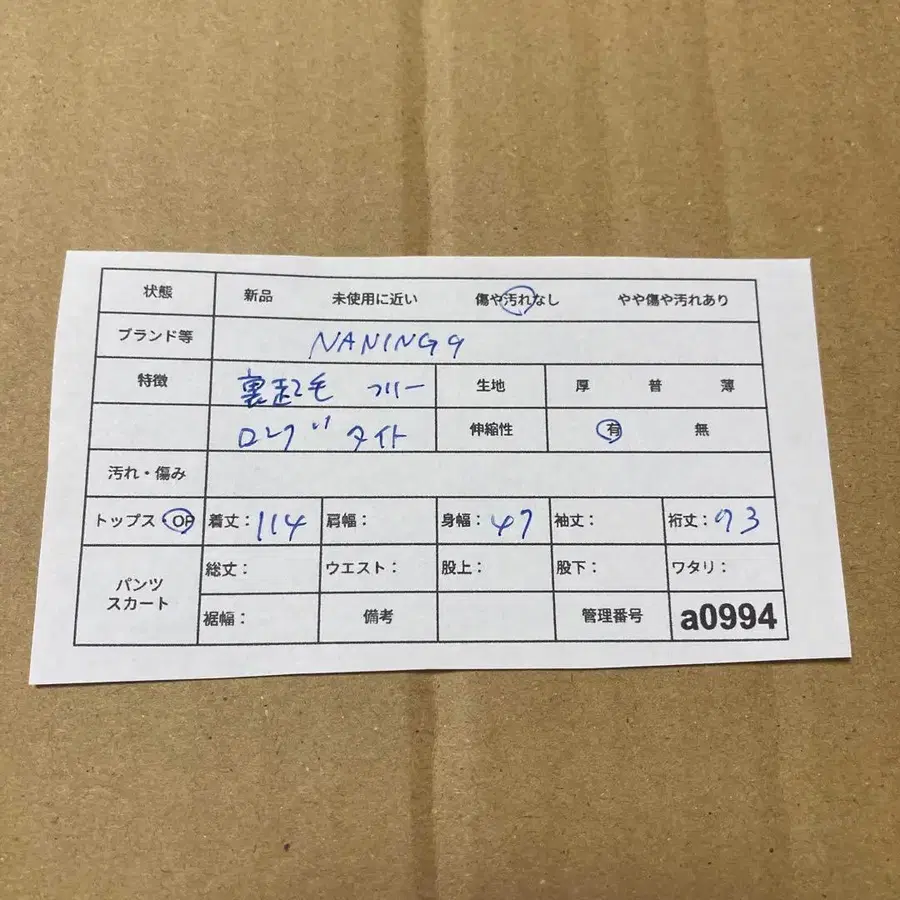 状態 新品 未使用に近い 傷や汚れなし やや傷や汚れあり
ブランド等 NANING9
特徴 裏起毛 フリー 生地 厚 普 薄
ロング タイト 伸縮性 有 無
汚れ・傷み
トップス・OP 着丈：114 肩幅： 身幅：47 袖丈： 裄丈：73
パンツ スカート 総丈： ウエスト： 股上： 股下： ワタリ：
裾幅： 備考 管理番号 a0994